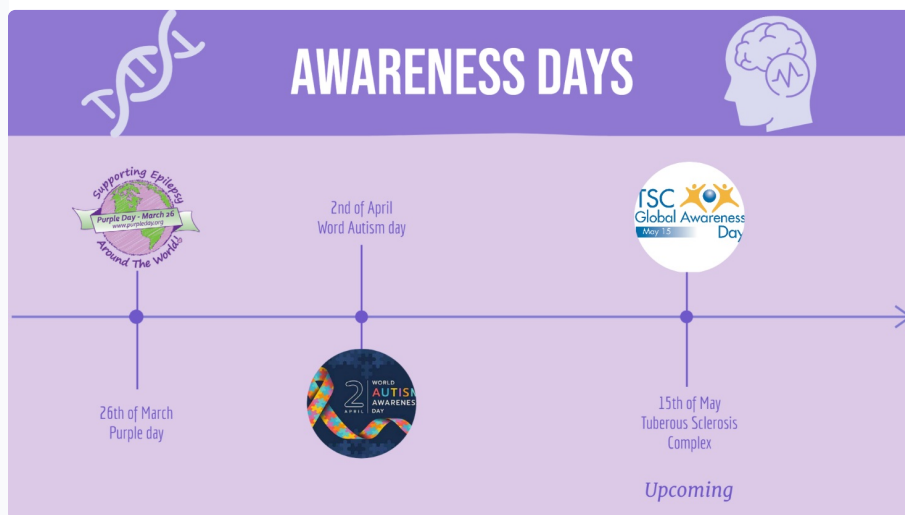 AWARENESS DAYS
Supporting Epilepsy
Purple Day - March 26
www.purpleday.org
Around The World!
26th of March
Purple day
2nd of April
Word Autism day
2
APRIL
WORLD
AUTISM
AWARENES
DAY
TSC
Global Awareness
May 15
Day
15th of May
Tuberous Sclerosis
Complex
Upcoming